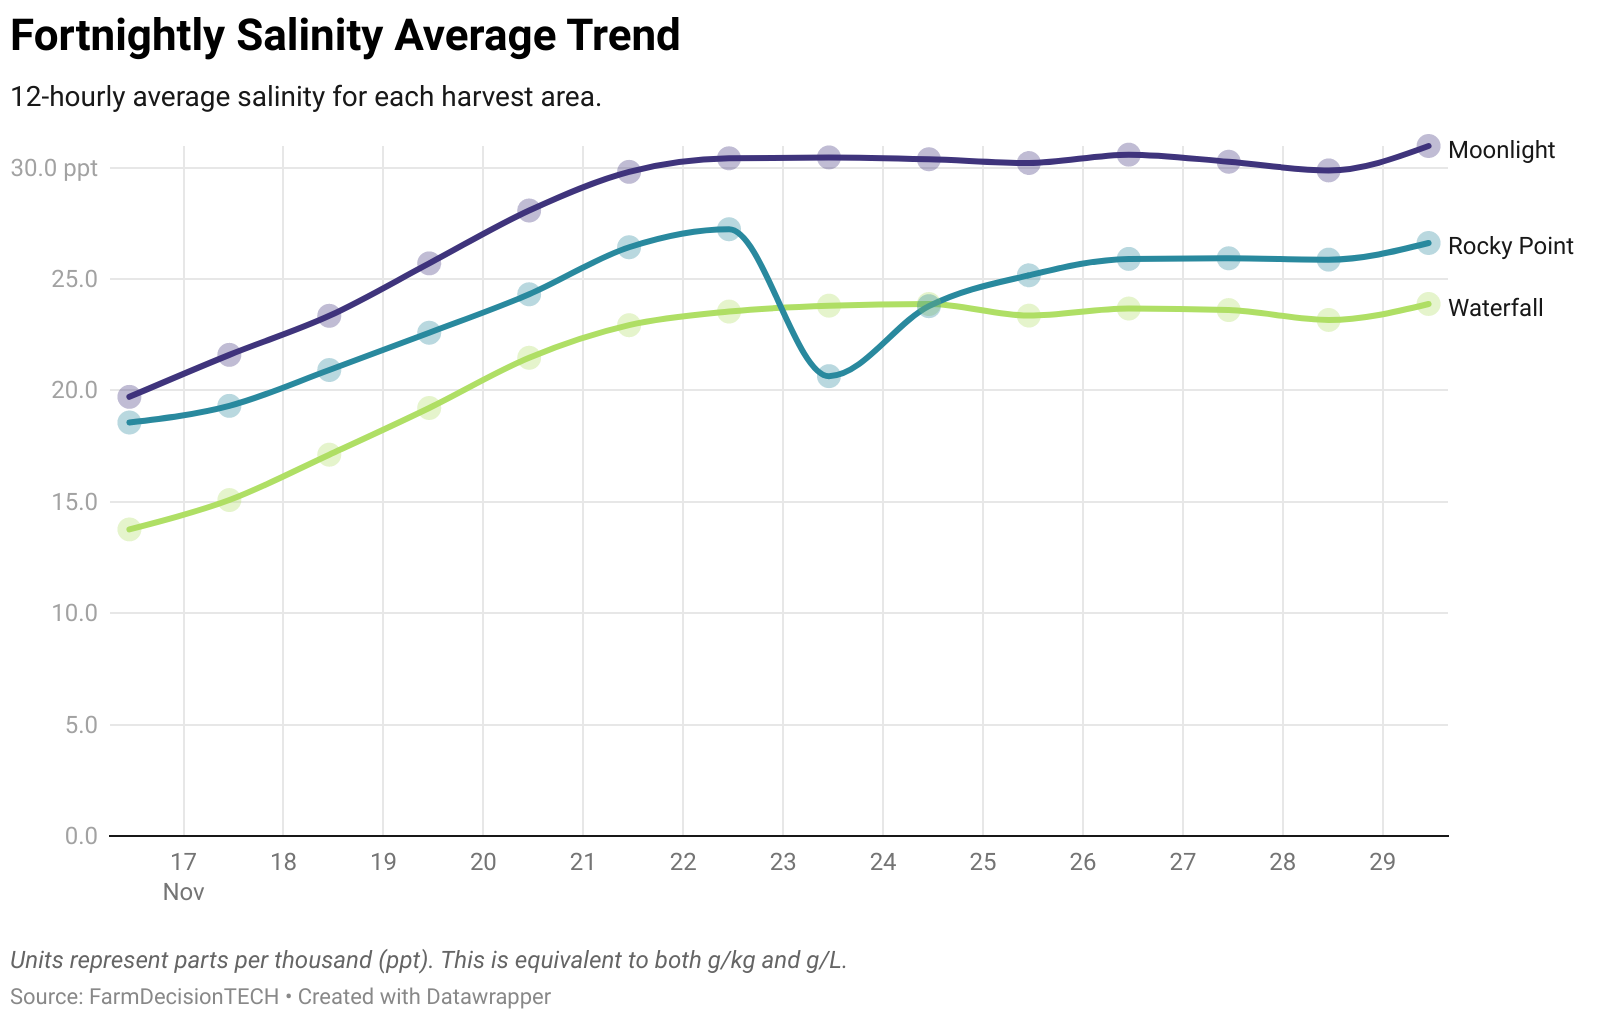 Fortnightly Salinity Average Trend
12-hourly average salinity for each harvest area.
30.0 ppt
25.0
20.0
15.0
10.0
5.0
0.0
Moonlight
Rocky Point
Waterfall
17 18 19 20 21 22 23 24 25 26 27 28 29
Nov
Units represent parts per thousand (ppt). This is equivalent to both g/kg and g/L.
Source: FarmDecisionTECH • Created with Datawrapper